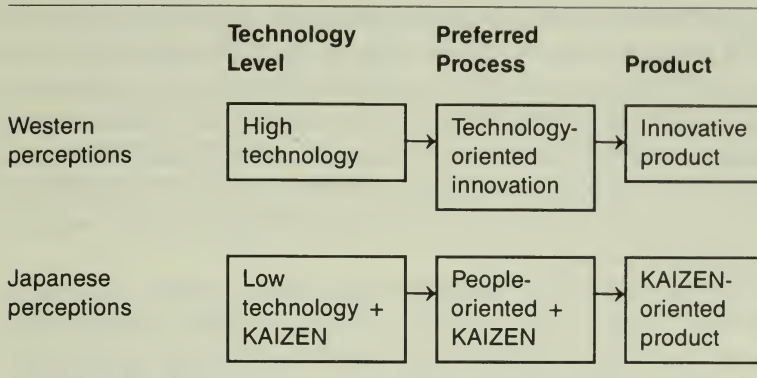 Technology Level
Preferred Process
Product
Western perceptions
High technology
Technology-
oriented
innovation
Innovative
product
Japanese perceptions
Low
technology +
KAIZEN
People-
oriented +
KAIZEN
KAIZEN-
oriented
product